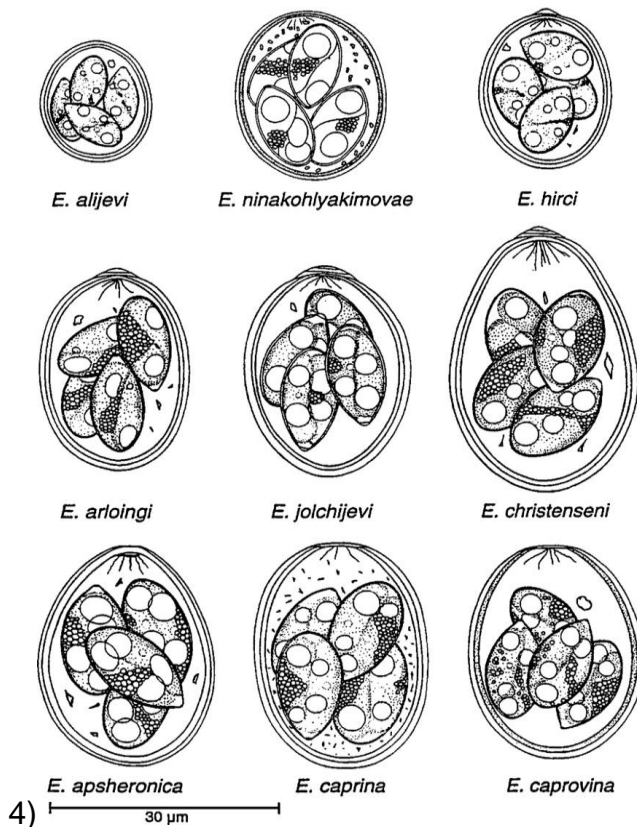 E. alijevi
E. ninakohlyakimovae
E. hirci
E. arloingi
E. jolchijevi
E. christenseni
E. apsheronica
E. caprina
E. caprovina
4)
30 µm